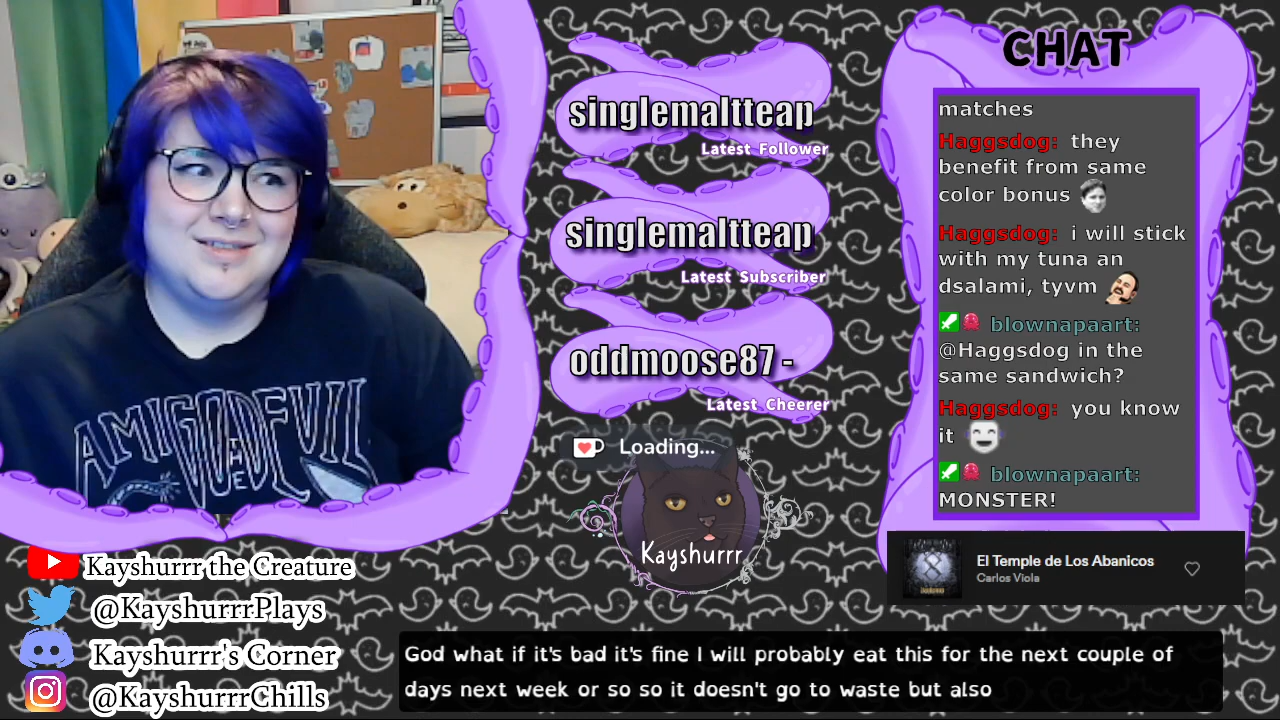 AMIGODEVIL
singlemaltteap
Latest Follower
singlemaltteap
Latest Subscriber
oddmoose87 -
Latest Cheerer
Loading...
Kayshurrr
CHAT
matches
Haggsdog: they
benefit from same
color bonus
Haggsdog: i will stick
with my tuna an
dsalami, tyvm
blownapaart:
@Haggsdog in the
same sandwich?
Haggsdog: you know
it
blownapaart:
MONSTER!
El Temple de Los Abanicos
Carlos Viola
Kayshurrr the Creature
@KayshurrrPlays
Kayshurrr's Corner
@KayshurrrChills
God what if it's bad it's fine I will probably eat this for the next couple of
days next week or so so it doesn't go to waste but also